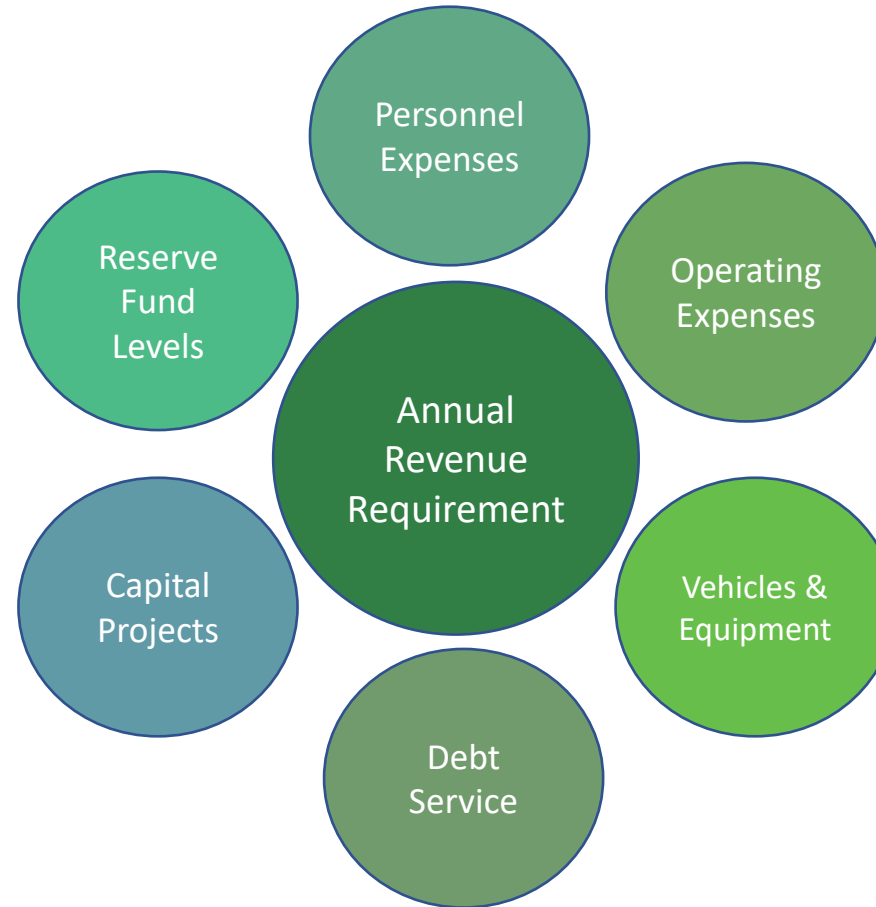 Personnel
Expenses
Reserve
Fund
Levels
Operating
Expenses
Annual
Revenue
Requirement
Capital
Projects
Vehicles &
Equipment
Debt
Service